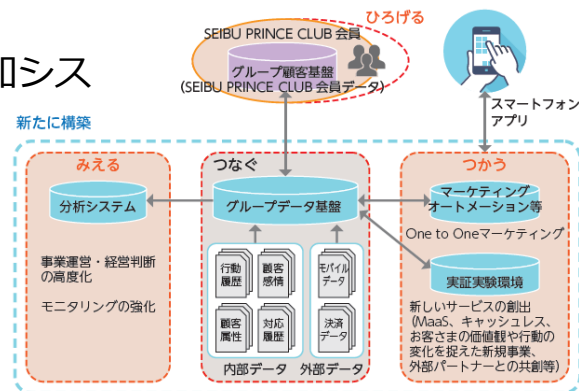 ひろげる
SEIBU PRINCE CLUB 会員
グループ顧客基盤
(SEIBU PRINCE CLUB 会員データ)
スマートフォン
アプリ
新たに構築
みえる
分析システム
事業運営・経営判断
の高度化
モニタリングの強化
つなぐ
グループデータ基盤
行動
履歴
顧客
感情
顧客
属性
対応
履歴
内部データ
モバイル
データ
決済
データ
外部データ
つかう
マーケティング
オートメーション等
One to Oneマーケティング
実証実験環境
新しいサービスの創出
(MaaS、キャッシュレス、
お客さまの価値観や行動の
変化を捉えた新規事業、
外部パートナーとの共創等)